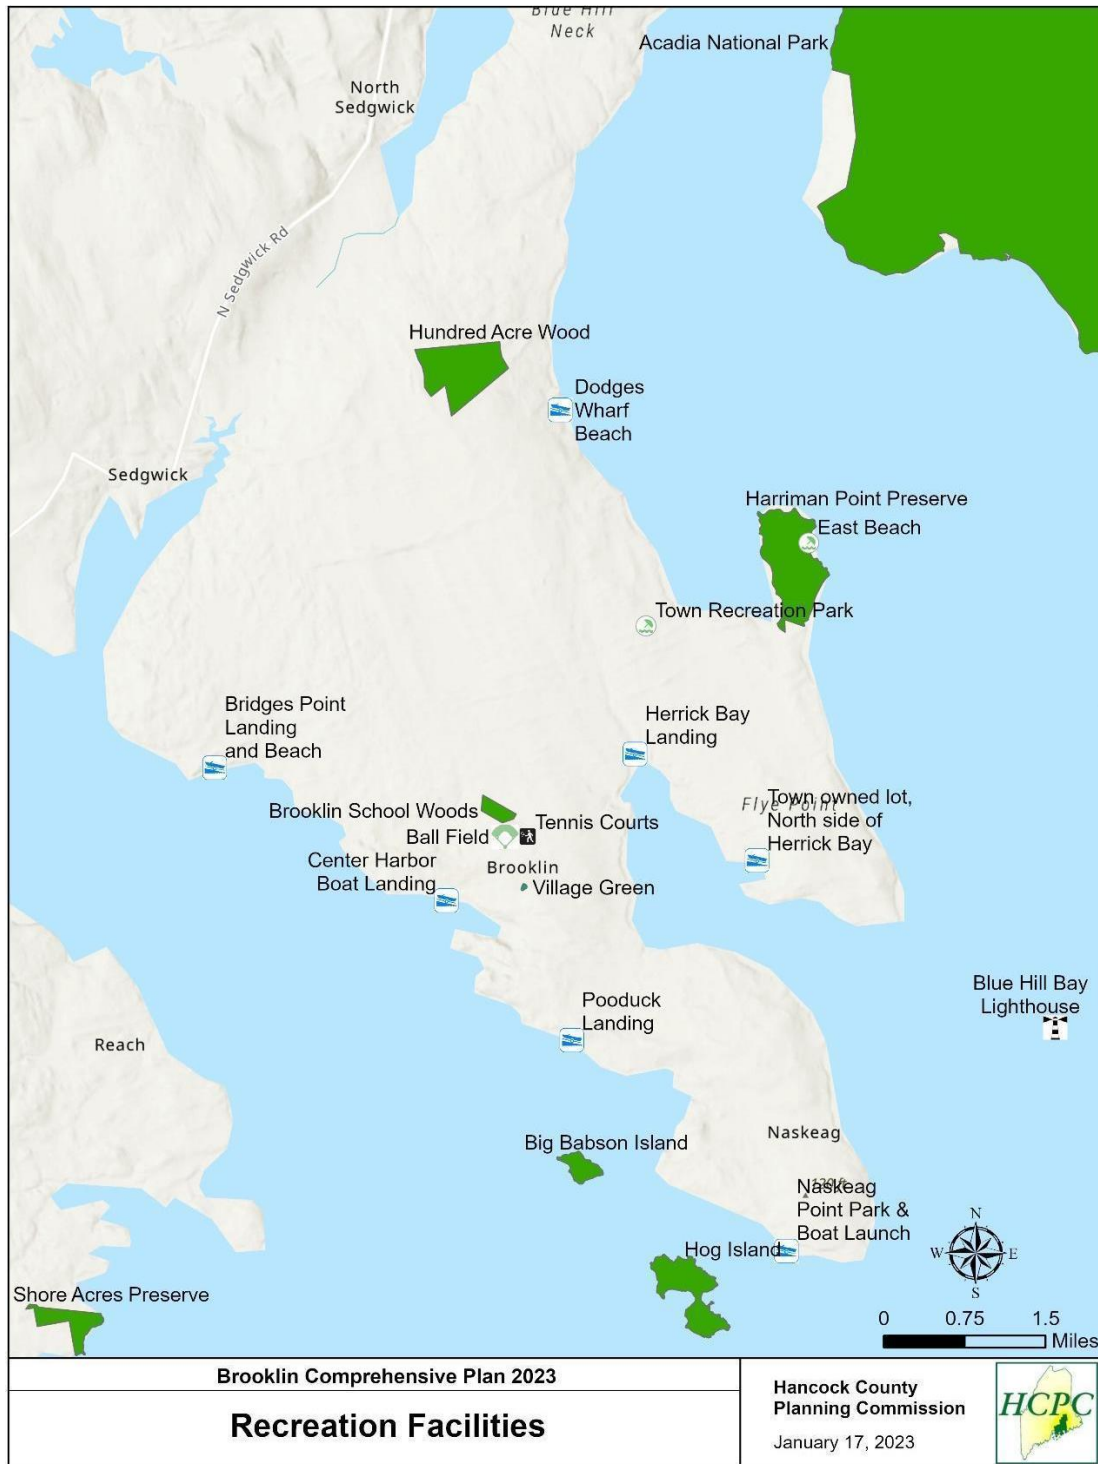 Blue Hill
Neck
Acadia National Park
North
Sedgwick
N Sedgwick Rd
Hundred Acre Wood
Dodges
Wharf
Beach
Sedgwick
Harriman Point Preserve
East Beach
Town Recreation Park
Bridges Point
Landing
and Beach
Herrick Bay
Landing
Flye Point
Town owned lot,
North side of
Herrick Bay
Brooklin School Woods
Ball Field
Tennis Courts
Brooklin
Center Harbor
Boat Landing
Village Green
Blue Hill Bay
Lighthouse
Pooduck
Landing
Reach
Naskeag
Big Babson Island
Naskeag
Point Park &
Boat Launch
Hog Island
N
W
E
S
Shore Acres Preserve
0 0.75 1.5
Miles
Brooklin Comprehensive Plan 2023
Recreation Facilities
Hancock County
Planning Commission
January 17, 2023
HCPC